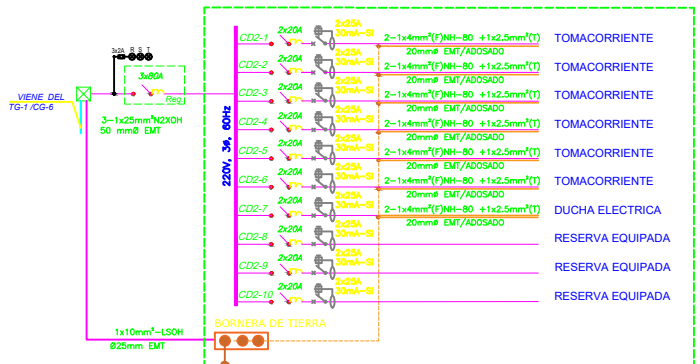 3x2A R S T
3x80A
Reg.
VIENE DEL
TG-1 /CG-6
3-1x25mm²N2XOH
50 mmØ EMT
220V, 3ø, 60Hz
CD2-1 2x20A 2x25A 30mA-SI 2-1x4mm²(F)NH-80 +1x2.5mm²(T) TOMACORRIENTE
20mmø EMT/ADOSADO
CD2-2 2x20A 2x25A 30mA-SI 2-1x4mm²(F)NH-80 +1x2.5mm²(T) TOMACORRIENTE
20mmø EMT/ADOSADO
CD2-3 2x20A 2x25A 30mA-SI 2-1x4mm²(F)NH-80 +1x2.5mm²(T) TOMACORRIENTE
20mmø EMT/ADOSADO
CD2-4 2x20A 2x25A 30mA-SI 2-1x4mm²(F)NH-80 +1x2.5mm²(T) TOMACORRIENTE
20mmø EMT/ADOSADO
CD2-5 2x20A 2x25A 30mA-SI 2-1x4mm²(F)NH-80 +1x2.5mm²(T) TOMACORRIENTE
20mmø EMT/ADOSADO
CD2-6 2x20A 2x25A 30mA-SI 2-1x4mm²(F)NH-80 +1x2.5mm²(T) TOMACORRIENTE
20mmø EMT/ADOSADO
CD2-7 2x20A 2x25A 30mA-SI 2-1x4mm²(F)NH-80 +1x2.5mm²(T) DUCHA ELECTRICA
20mmø EMT/ADOSADO
CD2-8 2x20A 2x25A 30mA-SI RESERVA EQUIPADA
CD2-9 2x20A 2x25A 30mA-SI RESERVA EQUIPADA
CD2-10 2x20A 2x25A 30mA-SI RESERVA EQUIPADA
BORNERA DE TIERRA
1x10mm²-LSOH
Ø25mm EMT